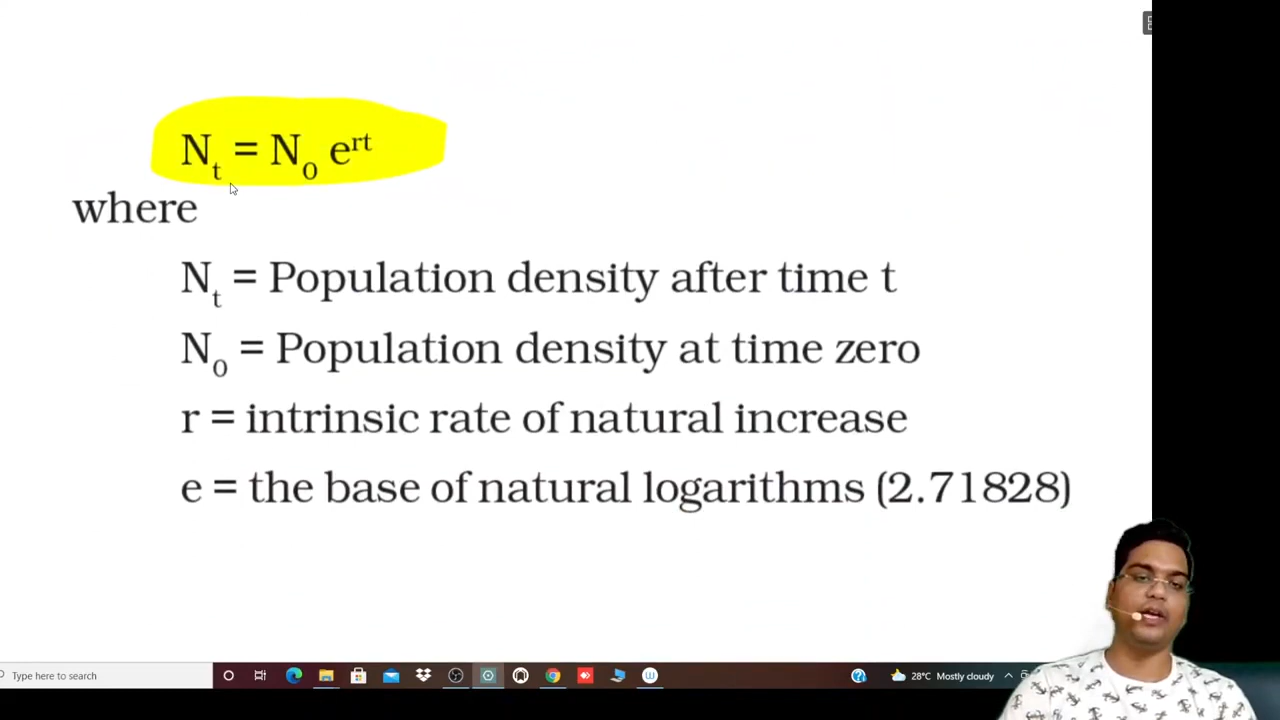 Nₜ = N₀ eʳᵗ
where
Nₜ = Population density after time t
N₀ = Population density at time zero
r = intrinsic rate of natural increase
e = the base of natural logarithms (2.71828)
Type here to search
28°C Mostly cloudy